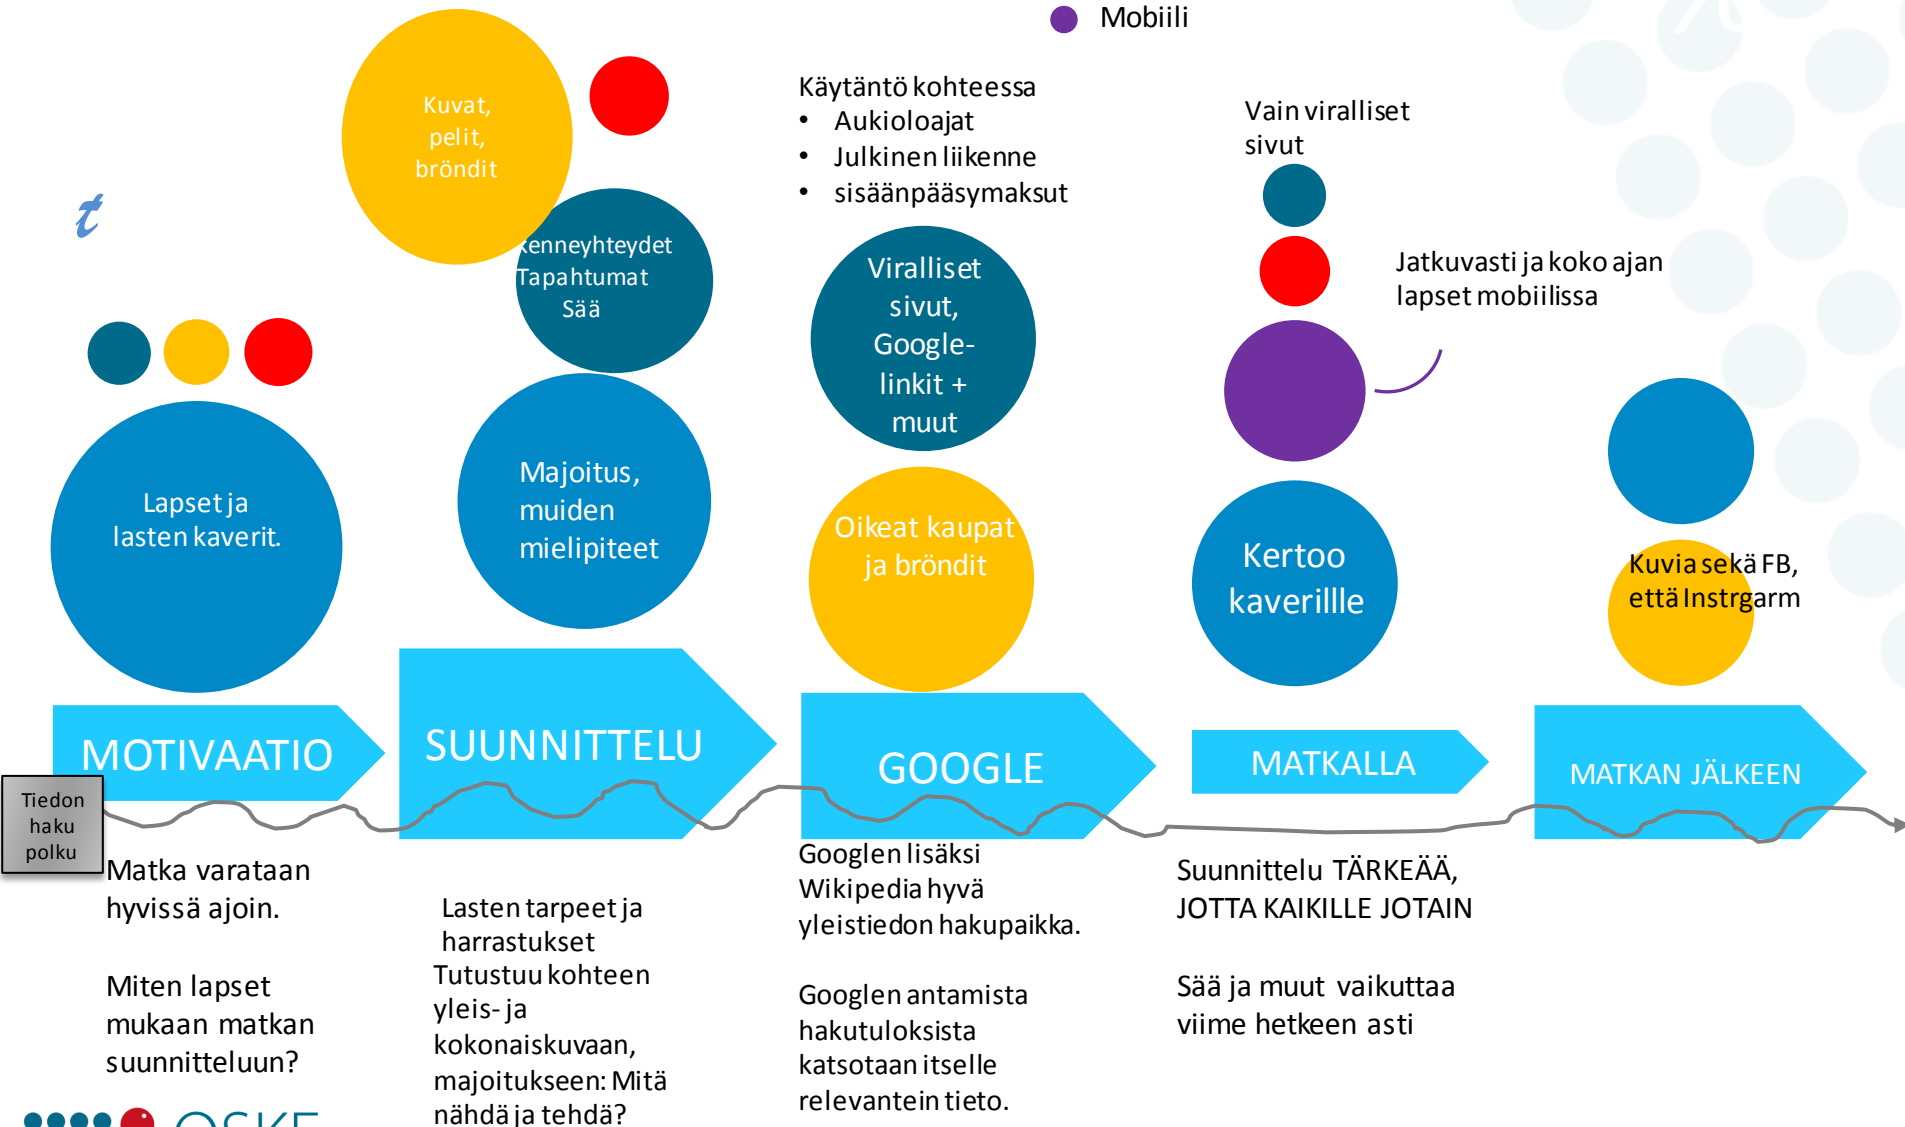 Mobiili
Kuvat,
pelit,
bröndit
kenneyhteydet
Tapahtumat
Sää
t
Lapset ja
lasten kaverit.
Majoitus,
muiden
mielipiteet
Käytäntö kohteessa
• Aukioloajat
• Julkinen liikenne
• sisäänpääsymaksut
Viralliset
sivut,
Google-
linkit +
muut
Oikeat kaupat
ja bröndit
Vain viralliset
sivut
Jatkuvasti ja koko ajan
lapset mobiilissa
Kertoo
kaverillle
Kuvia sekä FB,
että Instrgarm
MOTIVAATIO
SUUNNITTELU
GOOGLE
MATKALLA
MATKAN JÄLKEEN
Tiedon
haku
polku
Matka varataan
hyvissä ajoin.
Miten lapset
mukaan matkan
suunnitteluun?
Lasten tarpeet ja
harrastukset
Tutustuu kohteen
yleis- ja
kokonaiskuvaan,
majoitukseen: Mitä
nähdä ja tehdä?
Googlen lisäksi
Wikipedia hyvä
yleistiedon hakupaikka.
Googlen antamista
hakutuloksista
katsotaan itselle
relevantein tieto.
Suunnittelu TÄRKEÄÄ,
JOTTA KAIKILLE JOTAIN
Sää ja muut vaikuttaa
viime hetkeen asti
OSKE